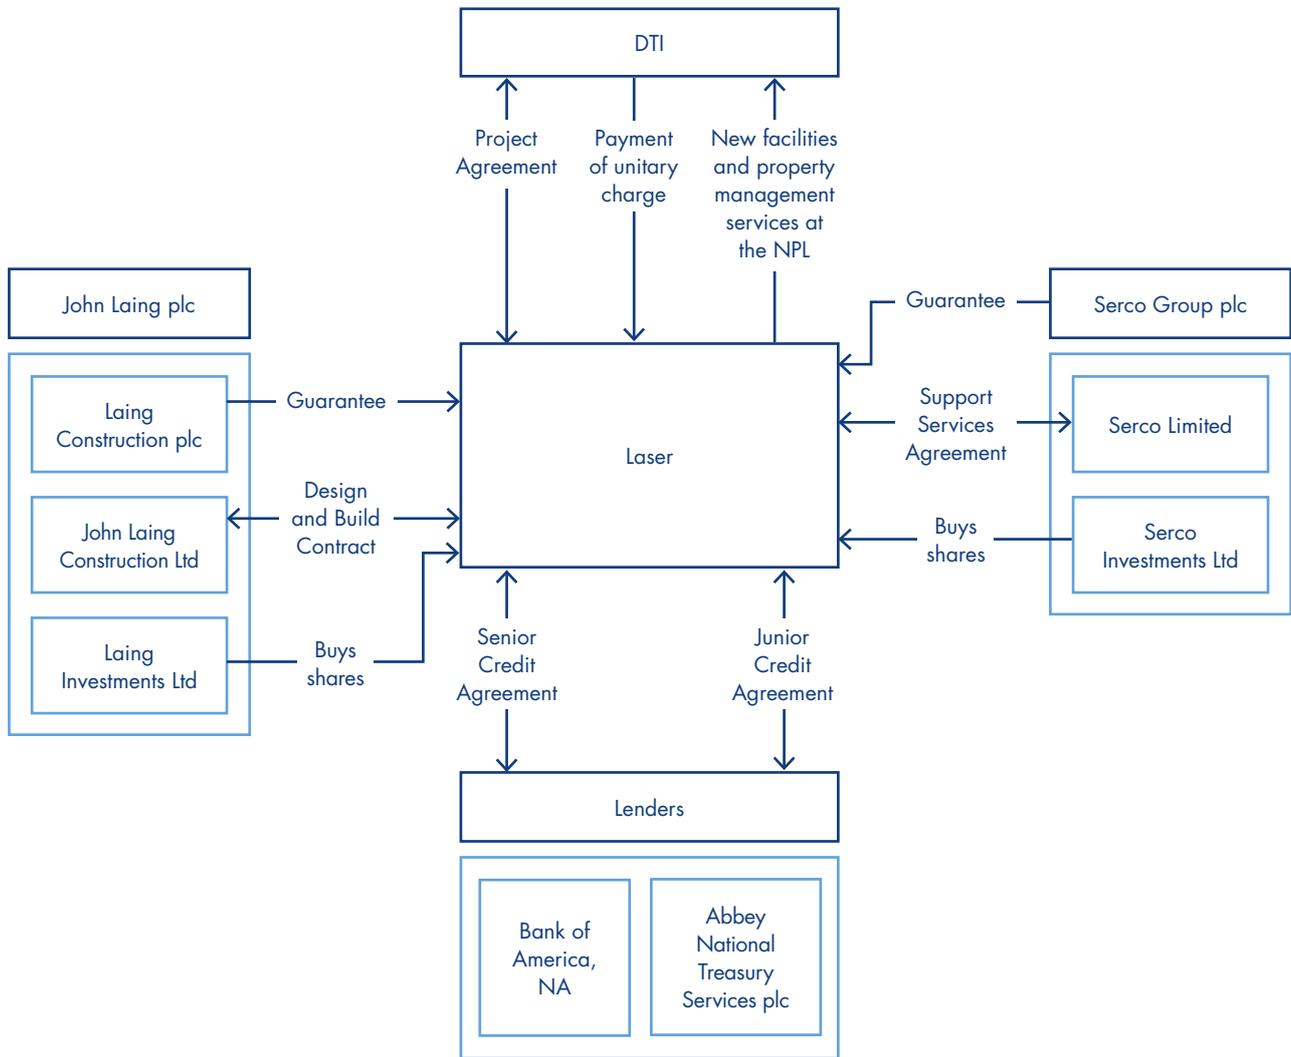 DTI
Project
Agreement
Payment
of unitary
charge
New facilities
and property
management
services at
the NPL
John Laing plc
Laing
Construction plc
John Laing
Construction Ltd
Laing
Investments Ltd
Guarantee
Design
and Build
Contract
Buys
shares
Laser
Guarantee
Support
Services
Agreement
Buys
shares
Serco Group plc
Serco Limited
Serco
Investments Ltd
Senior
Credit
Agreement
Junior
Credit
Agreement
Lenders
Bank of
America,
NA
Abbey
National
Treasury
Services plc